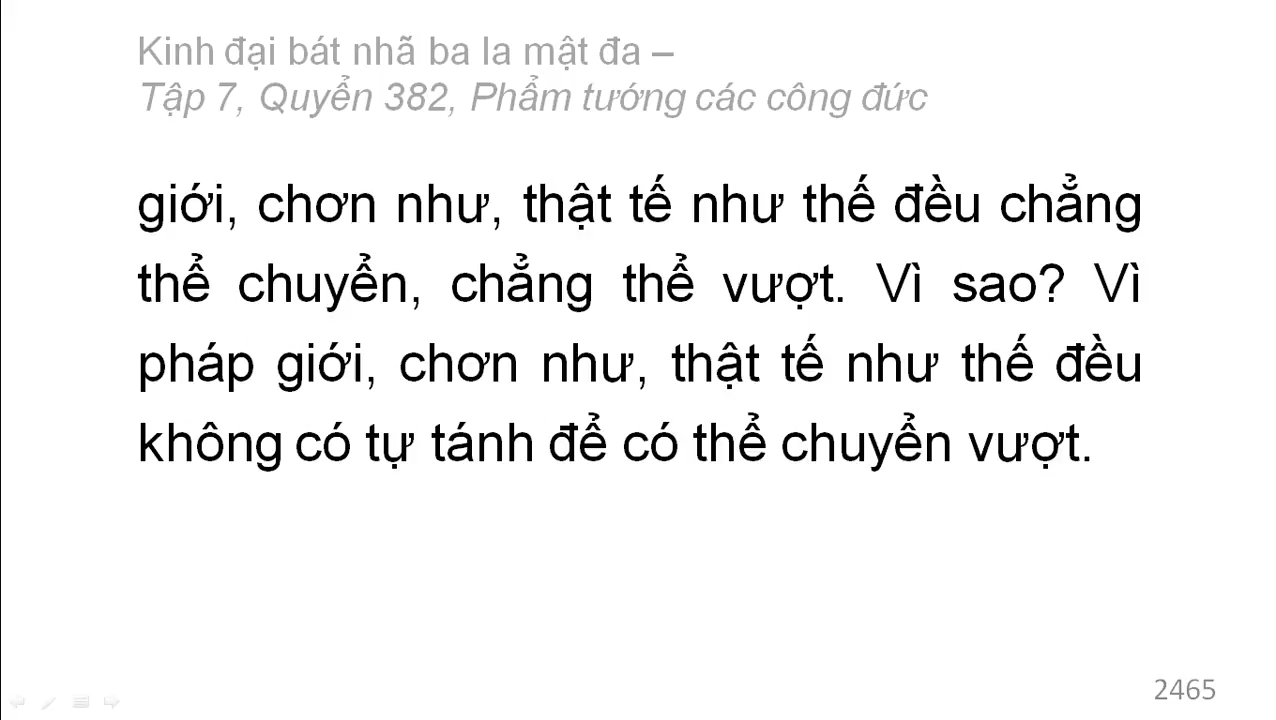 Kinh đại bát nhã ba la mật đa –
Tập 7, Quyển 382, Phẩm tướng các công đức
giới, chơn như, thật tế như thế đều chẳng
thể chuyển, chẳng thể vượt. Vì sao? Vì
pháp giới, chơn như, thật tế như thế đều
không có tự tánh để có thể chuyển vượt.
2465